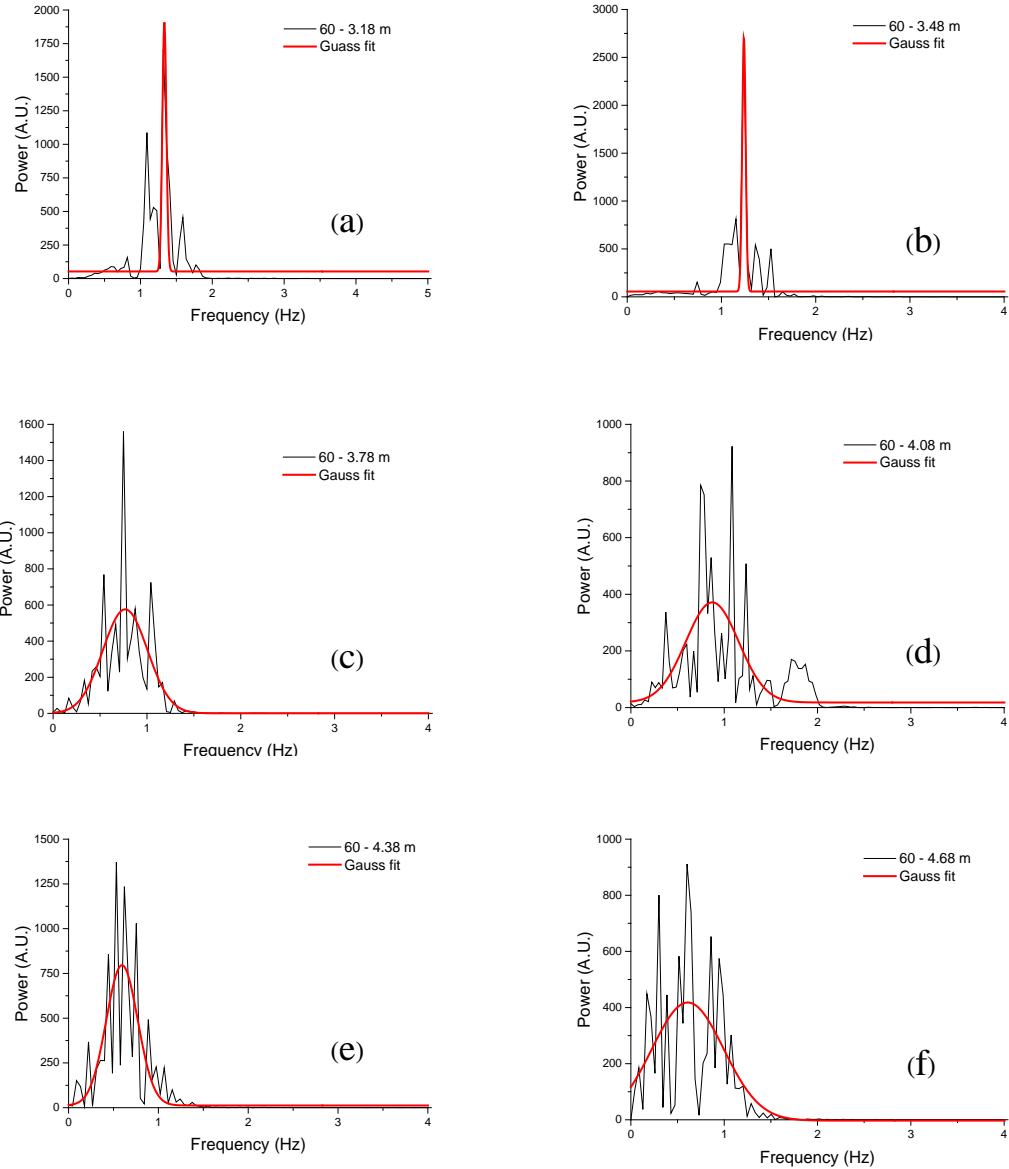 2000
1750
1500
1250
1000
750
500
250
0
Power (A.U.)
60 - 3.18 m
Guass fit
(a)
0 1 2 3 4 5
Frequency (Hz)
3000
2500
2000
1500
1000
500
0
Power (A.U.)
60 - 3.48 m
Gauss fit
(b)
0 1 2 3 4
Frequency (Hz)
1600
1400
1200
1000
800
600
400
200
0
Power (A.U.)
60 - 3.78 m
Gauss fit
(c)
0 1 2 3 4
Frequency (Hz)
1000
800
600
400
200
0
Power (A.U.)
60 - 4.08 m
Gauss fit
(d)
0 1 2 3 4
Frequency (Hz)
1500
1250
1000
750
500
250
0
Power (A.U.)
60 - 4.38 m
Gauss fit
(e)
0 1 2 3 4
Frequency (Hz)
1000
800
600
400
200
0
Power (A.U.)
60 - 4.68 m
Gauss fit
(f)
0 1 2 3 4
Frequency (Hz)